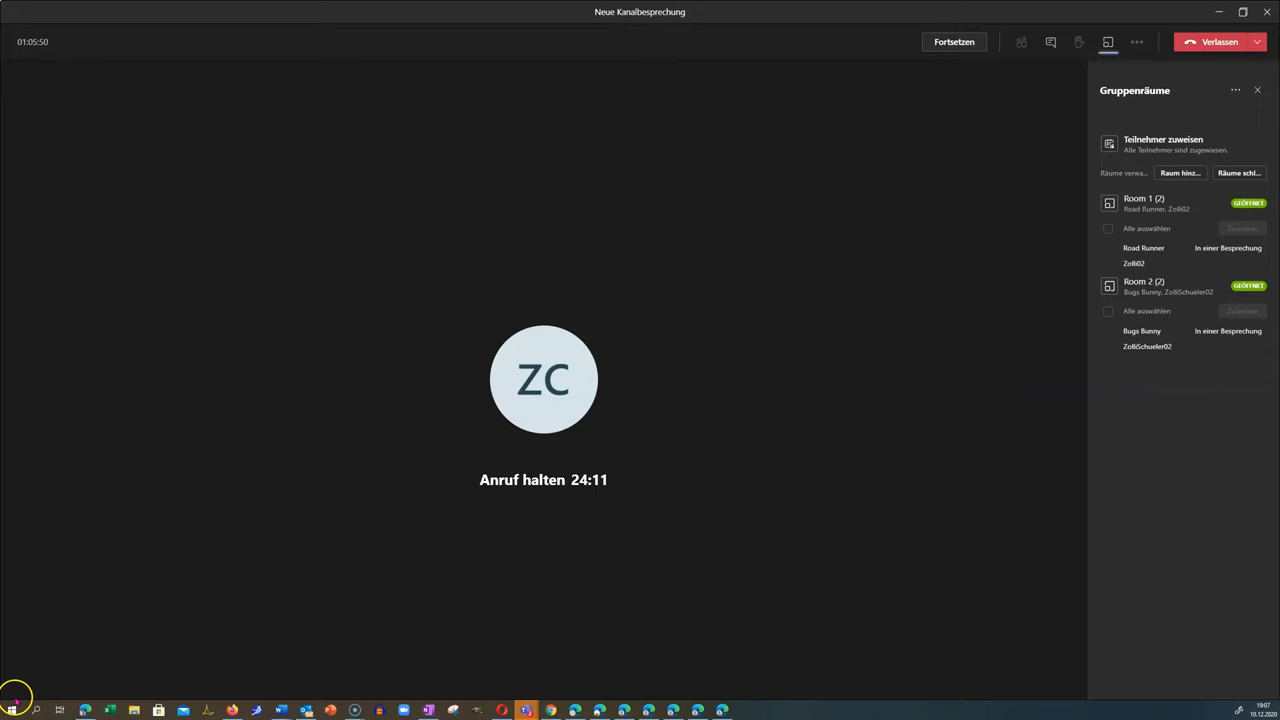 Neue Kanalbesprechung
01:05:50
Fortsetzen
Verlassen
Gruppenräume
Teilnehmer zuweisen
Alle Teilnehmer sind zugewiesen.
Räume verwa...
Raum hinz...
Räume schl...
Room 1 (2)
GEÖFFNET
Road Runner, Zolli02
Alle auswählen
Zuweisen
Road Runner
In einer Besprechung
Zolli02
Room 2 (2)
GEÖFFNET
Bugs Bunny, ZolliSchueler02
Alle auswählen
Zuweisen
Bugs Bunny
In einer Besprechung
ZolliSchueler02
ZC
Anruf halten 24:11
19:07
10.12.2020